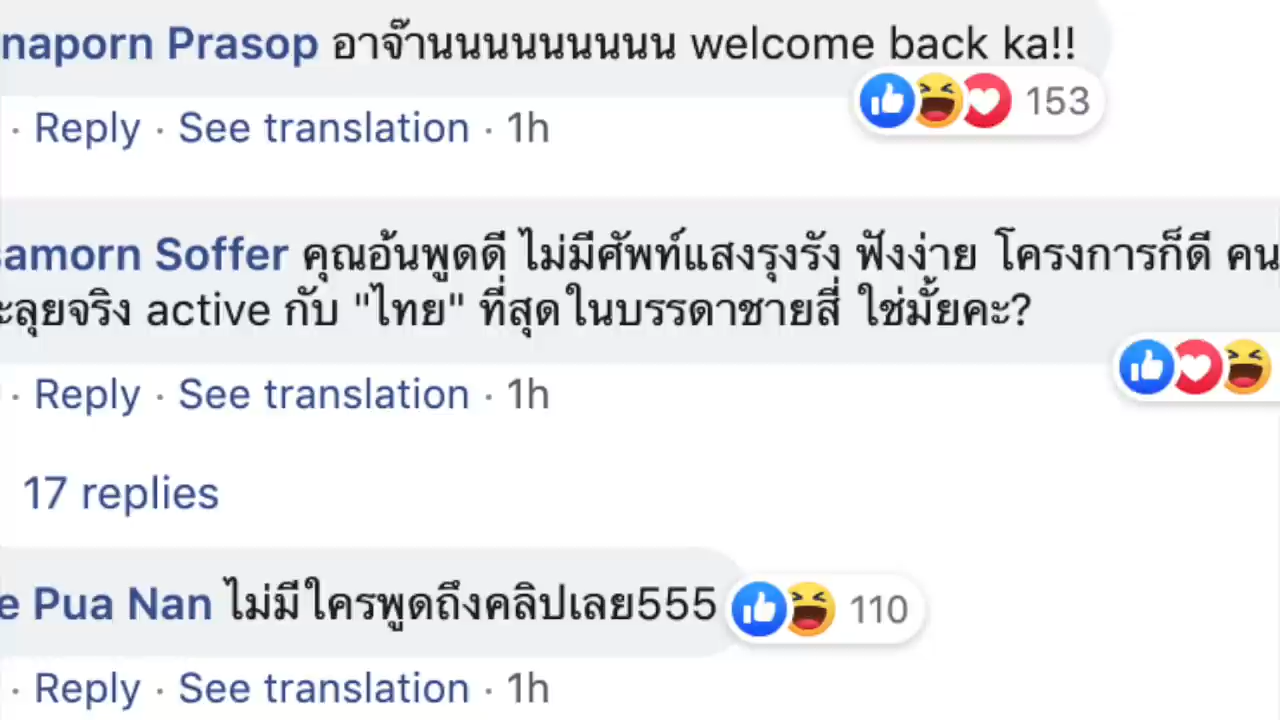 naporn Prasop อาจ๊านนนนนนนน welcome back ka!!
153
· Reply · See translation · 1h
amorn Soffer คุณอ้นพูดดี ไม่มีศัพท์แสงรุงรัง ฟังง่าย โครงการก็ดี คน
ะลุยจริง active กับ "ไทย" ที่สุดในบรรดาชายสี่ ใช่มั้ยคะ?
· Reply · See translation · 1h
17 replies
e Pua Nan ไม่มีใครพูดถึงคลิปเลย555 110
· Reply · See translation · 1h